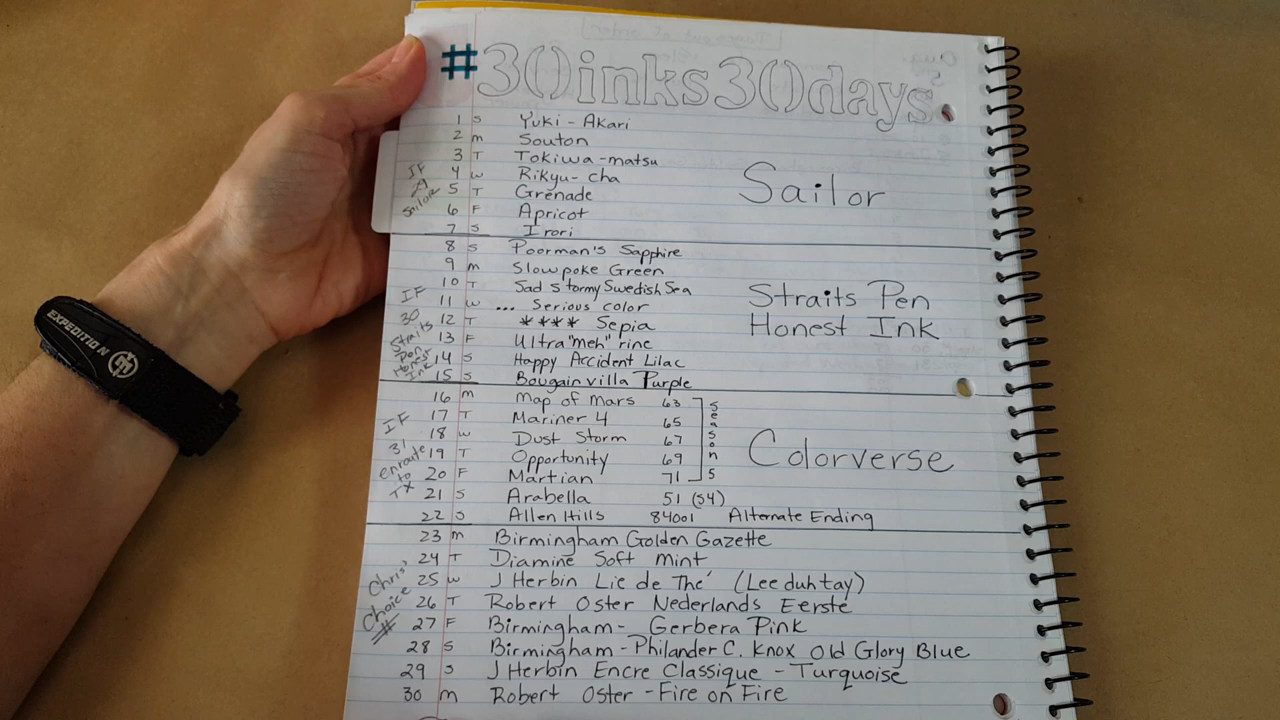 #30inks30days
1 S Yuki - Akari
2 m Souton
3 T Tokiwa-matsu
4 W Rikyu-cha
5 T Grenade
6 F Apricot
7 S Irori
IF
A
Sailor
Sailor
8 S Poorman's Sapphire
9 m Slowpoke Green
10 T Sad Stormy Swedish Sea
11 W ... Serious color
12 T **** Sepia
13 F Ultra "meh" rine
14 S Happy Accident Lilac
15 S Bougainvilla Purple
IF
30
Straits
Pen
Honest
Ink
Straits Pen
Honest Ink
16 m Map of Mars 63
17 T Mariner 4 65
18 W Dust Storm 67
19 T Opportunity 69
20 F Martian 71
Season 5
21 S Arabella 51 (S4)
22 S Allen Hills 84001 Alternate Ending
IF
31
enroute
to
TX
Colorverse
23 m Birmingham Golden Gazette
24 T Diamine Soft Mint
25 W J Herbin Lie de Thé (Lee duh tay)
26 T Robert Oster Nederlands Eerste
27 F Birmingham - Gerbera Pink
28 S Birmingham - Philander C. Knox Old Glory Blue
29 S J Herbin Encre Classique - Turquoise
30 m Robert Oster - Fire on Fire
Chris'
Choice
#
EXPEDITION